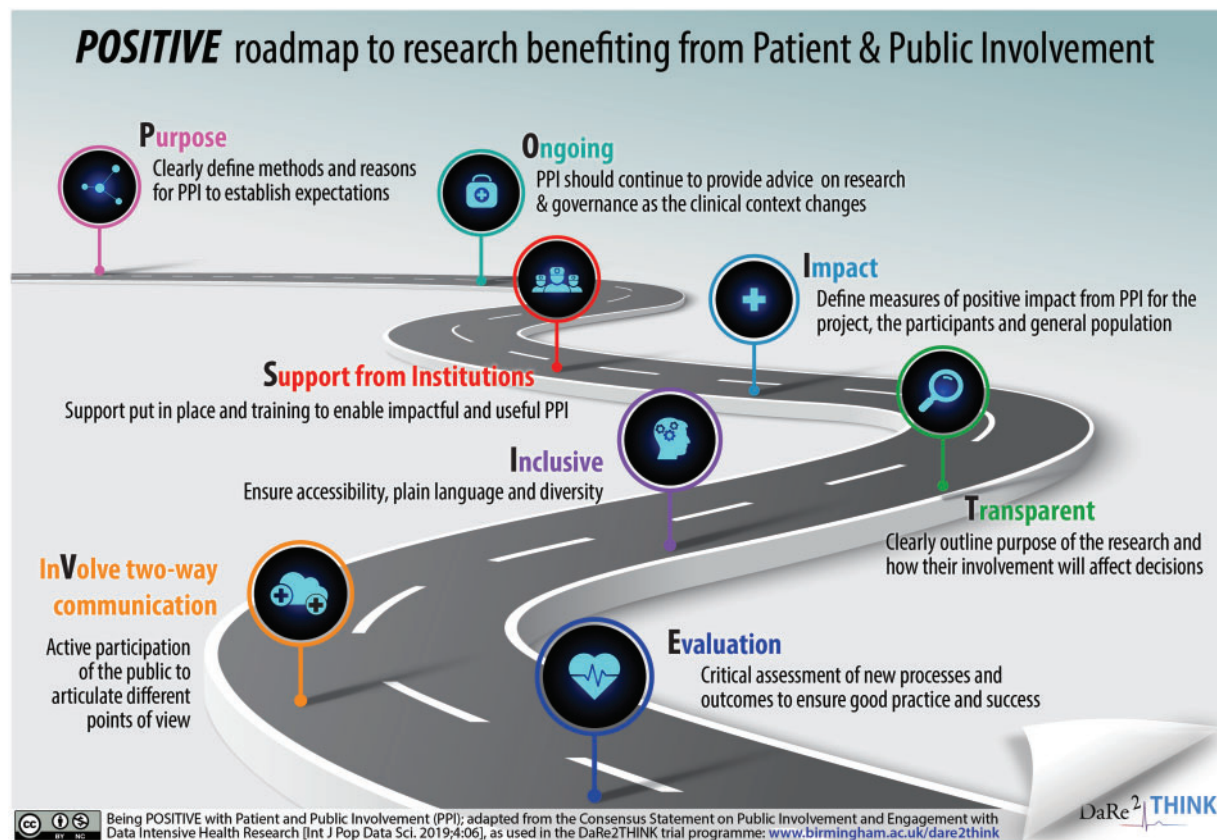 POSITIVE roadmap to research benefiting from Patient & Public Involvement
Purpose
Clearly define methods and reasons
for PPI to establish expectations
Ongoing
PPI should continue to provide advice on research
& governance as the clinical context changes
Support from Institutions
Support put in place and training to enable impactful and useful PPI
Impact
Define measures of positive impact from PPI for the
project, the participants and general population
Transparent
Clearly outline purpose of the research and
how their involvement will affect decisions
Inclusive
Ensure accessibility, plain language and diversity
InVolve two-way
communication
Active participation
of the public to
articulate different
points of view
Evaluation
Critical assessment of new processes and
outcomes to ensure good practice and success
DaRe2 THINK
cc BY NC
Being POSITIVE with Patient and Public Involvement (PPI); adapted from the Consensus Statement on Public Involvement and Engagement with
Data Intensive Health Research [Int J Pop Data Sci. 2019;4:06], as used in the DaRe2THINK trial programme: www.birmingham.ac.uk/dare2think